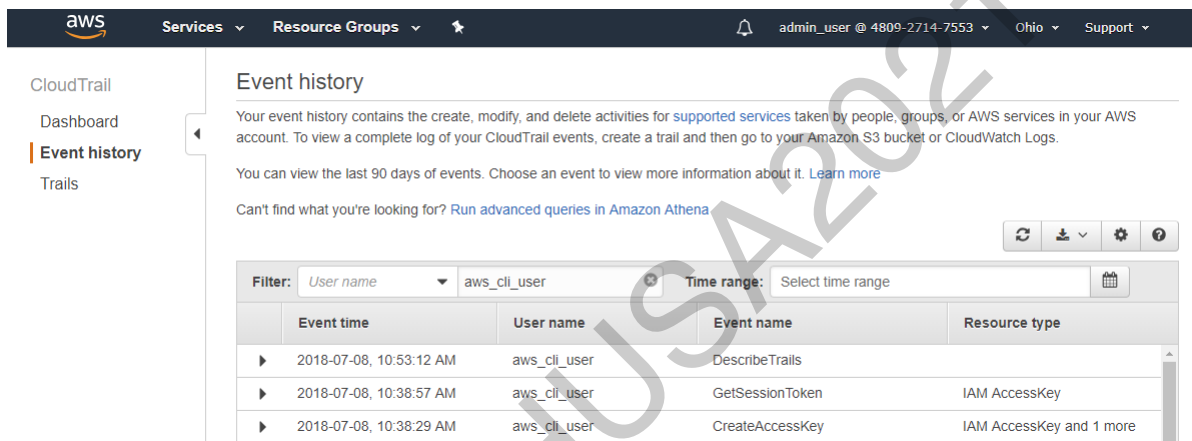 aws Services Resource Groups admin_user @ 4809-2714-7553 Ohio Support
CloudTrail
Dashboard
Event history
Trails
Event history
Your event history contains the create, modify, and delete activities for supported services taken by people, groups, or AWS services in your AWS
account. To view a complete log of your CloudTrail events, create a trail and then go to your Amazon S3 bucket or CloudWatch Logs.
You can view the last 90 days of events. Choose an event to view more information about it. Learn more
Can't find what you're looking for? Run advanced queries in Amazon Athena
Filter: User name aws_cli_user Time range: Select time range
Event time User name Event name Resource type
2018-07-08, 10:53:12 AM aws_cli_user DescribeTrails
2018-07-08, 10:38:57 AM aws_cli_user GetSessionToken IAM AccessKey
2018-07-08, 10:38:29 AM aws_cli_user CreateAccessKey IAM AccessKey and 1 more